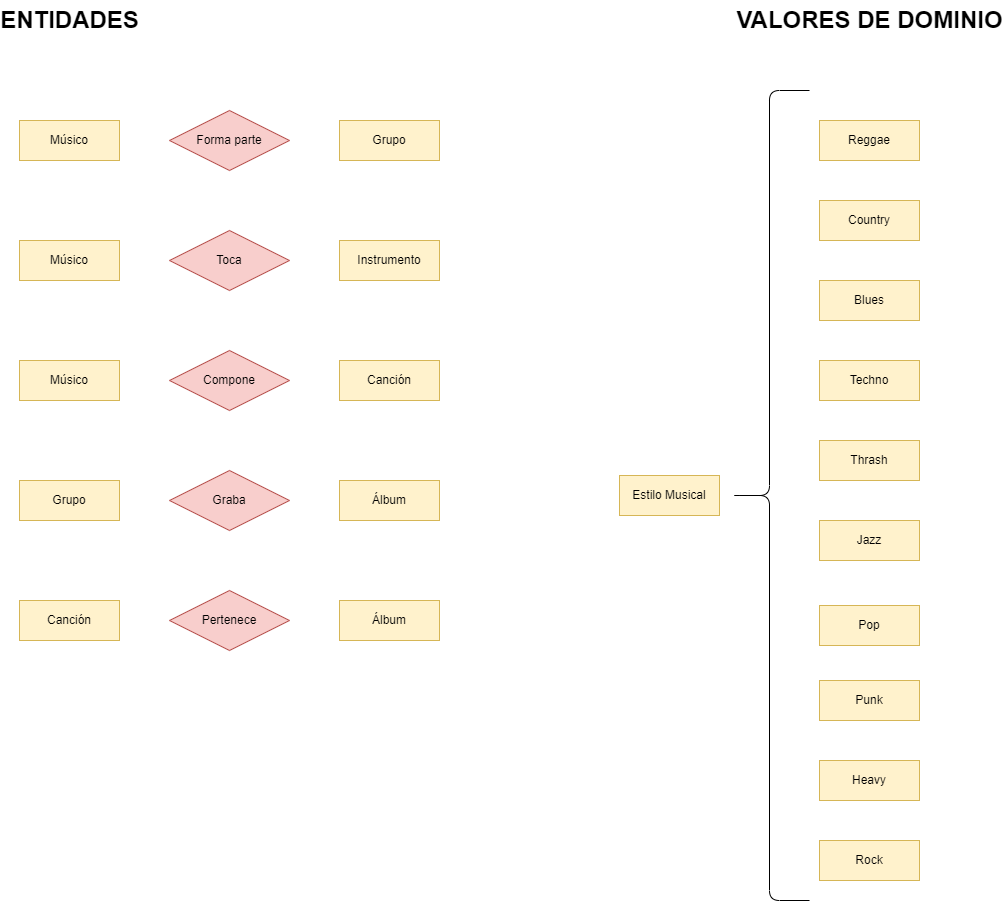 ENTIDADES
VALORES DE DOMINIO
Músico
Forma parte
Grupo
Músico
Toca
Instrumento
Músico
Compone
Canción
Grupo
Graba
Álbum
Canción
Pertenece
Álbum
Estilo Musical
Reggae
Country
Blues
Techno
Thrash
Jazz
Pop
Punk
Heavy
Rock